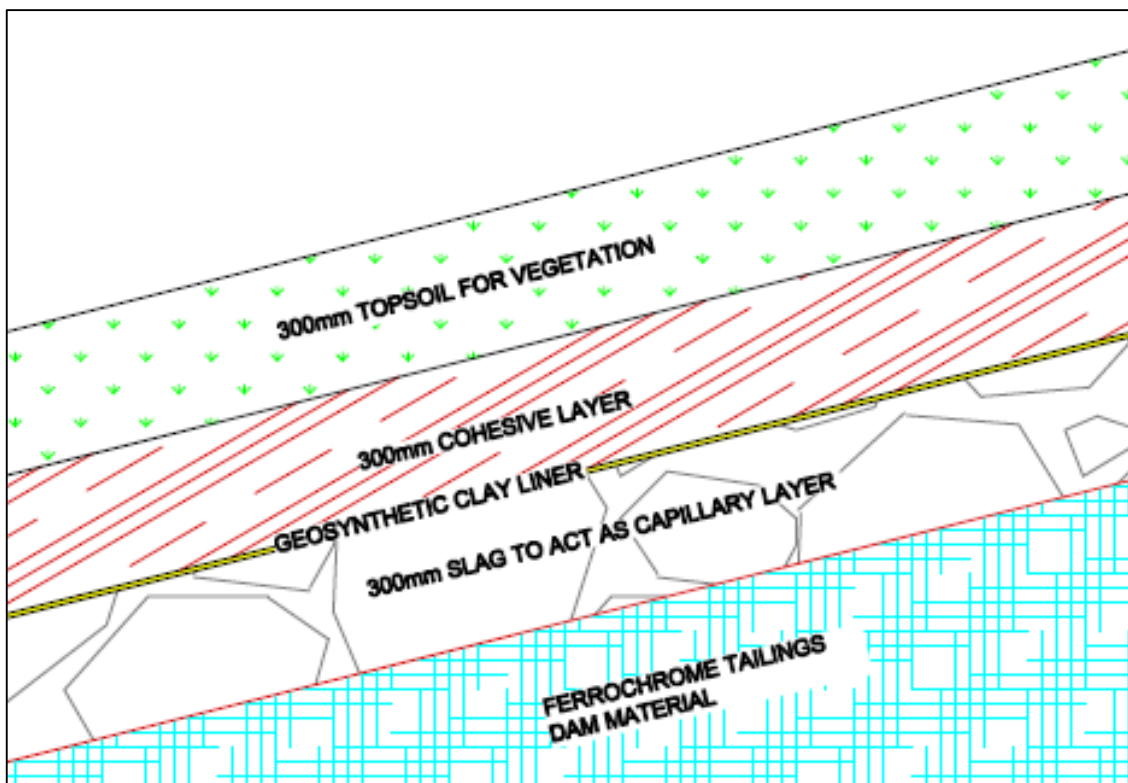 300mm TOPSOIL FOR VEGETATION
300mm COHESIVE LAYER
GEOSYNTHETIC CLAY LINER
300mm SLAG TO ACT AS CAPILLARY LAYER
FERROCHROME TAILINGS
DAM MATERIAL